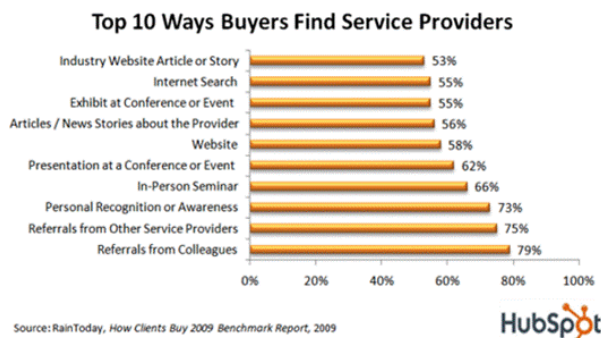 Top 10 Ways Buyers Find Service Providers
Industry Website Article or Story 53%
Internet Search 55%
Exhibit at Conference or Event 55%
Articles / News Stories about the Provider 56%
Website 58%
Presentation at a Conference or Event 62%
In-Person Seminar 66%
Personal Recognition or Awareness 73%
Referrals from Other Service Providers 75%
Referrals from Colleagues 79%
0% 20% 40% 60% 80% 100%
Source: RainToday, How Clients Buy 2009 Benchmark Report, 2009
HubSpot